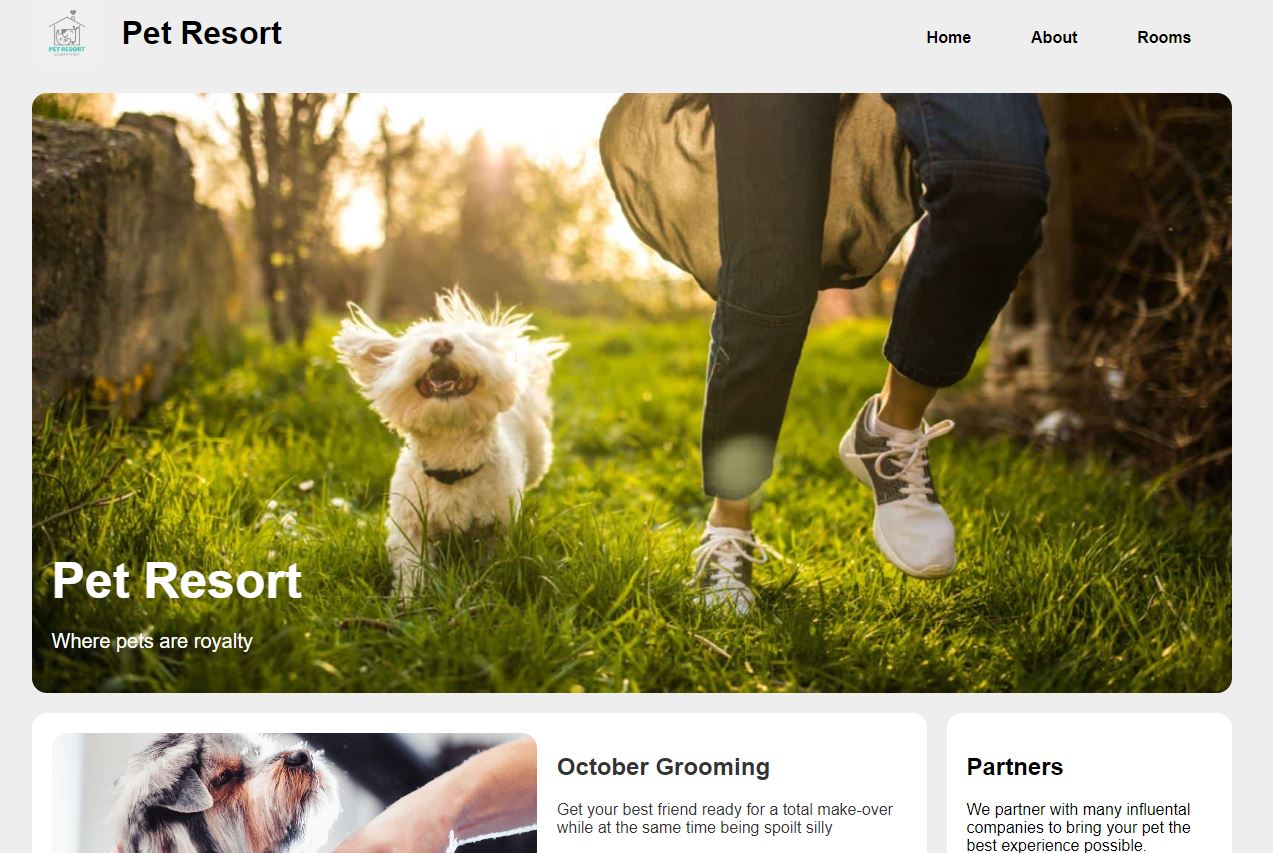 PET RESORT
Pet Resort
Home
About
Rooms
Pet Resort
Where pets are royalty
October Grooming
Get your best friend ready for a total make-over
while at the same time being spoilt silly
Partners
We partner with many influental
companies to bring your pet the
best experience possible.